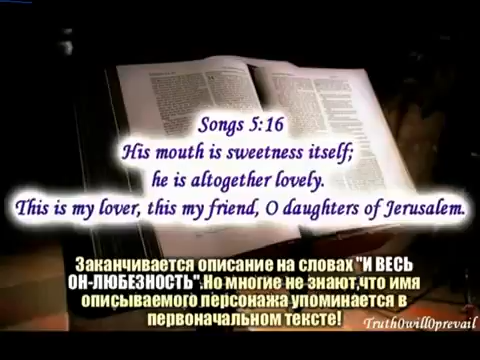 Songs 5:16
His mouth is sweetness itself;
he is altogether lovely.
This is my lover, this my friend, O daughters of Jerusalem.
Заканчивается описание на словах "И ВЕСЬ
ОН-ЛЮБЕЗНОСТЬ".Но многие не знают,что имя
описываемого персонажа упоминается в
первоначальном тексте!
Truth0will0prevail